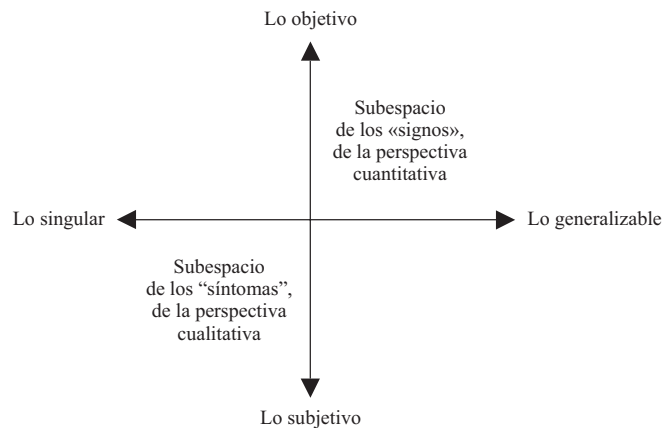 Lo objetivo
Subespacio
de los «signos»,
de la perspectiva
cuantitativa
Lo singular
Lo generalizable
Subespacio
de los “síntomas”,
de la perspectiva
cualitativa
Lo subjetivo